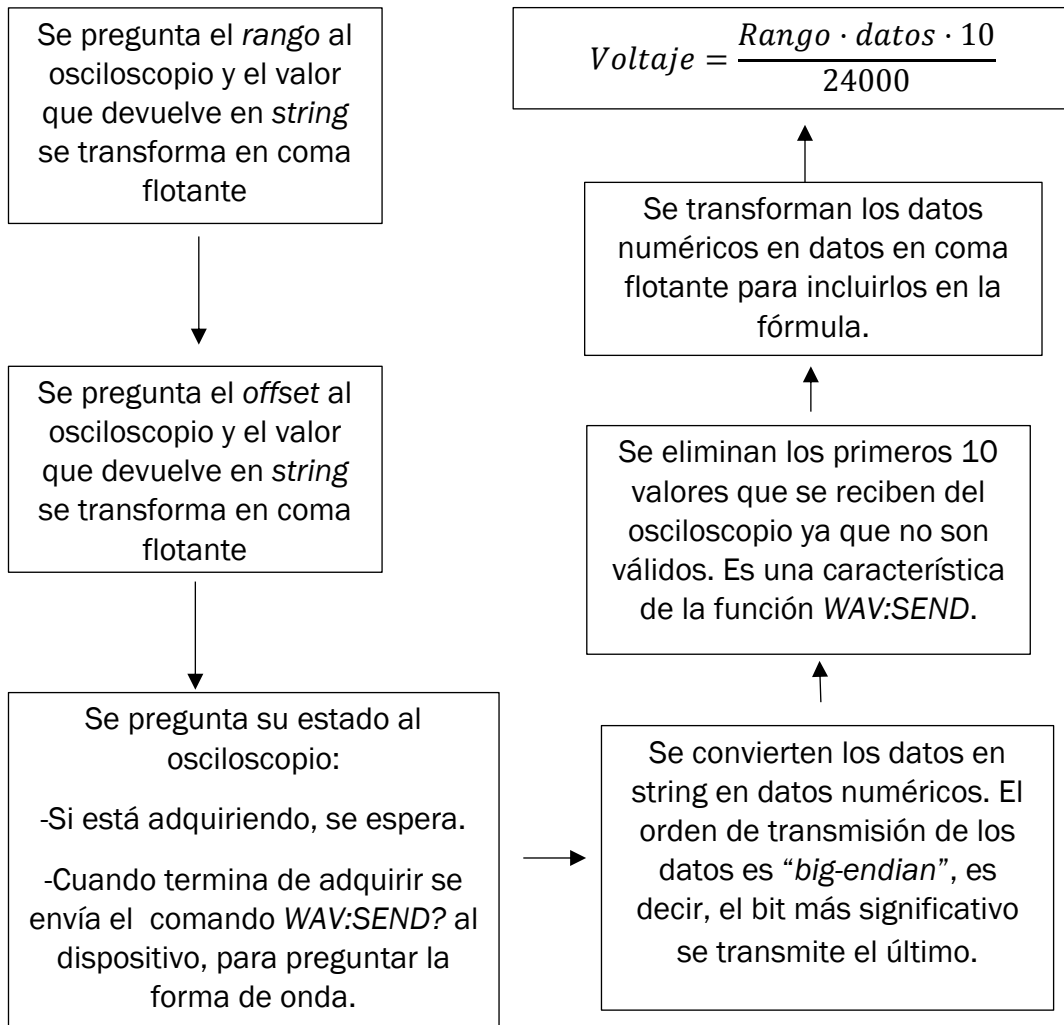 Se pregunta el rango al
osciloscopio y el valor
que devuelve en string
se transforma en coma
flotante
Se pregunta el offset al
osciloscopio y el valor
que devuelve en string
se transforma en coma
flotante
Se pregunta su estado al
osciloscopio:
-Si está adquiriendo, se espera.
-Cuando termina de adquirir se
envía el comando WAV:SEND? al
dispositivo, para preguntar la
forma de onda.
Se convierten los datos en
string en datos numéricos. El
orden de transmisión de los
datos es “big-endian”, es
decir, el bit más significativo
se transmite el último.
Se eliminan los primeros 10
valores que se reciben del
osciloscopio ya que no son
válidos. Es una característica
de la función WAV:SEND.
Se transforman los datos
numéricos en datos en coma
flotante para incluirlos en la
fórmula.
Voltaje = Rango · datos · 10
24000